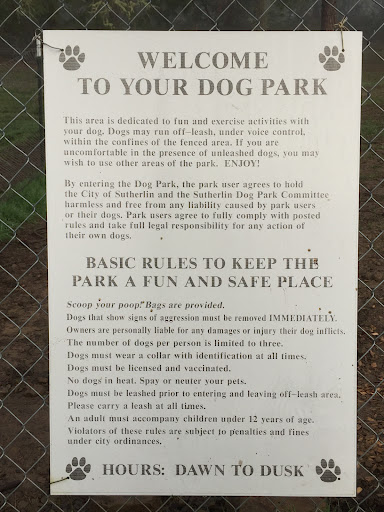 WELCOME
TO YOUR DOG PARK
This area is dedicated to fun and exercise activities with
your dog. Dogs may run off-leash, under voice control,
within the confines of the fenced area. If you are
uncomfortable in the presence of unleashed dogs, you may
wish to use other areas of the park. ENJOY!
By entering the Dog Park, the park user agrees to hold
the City of Sutherlin and the Sutherlin Dog Park Committee
harmless and free from any liability caused by park users
or their dogs. Park users agree to fully comply with posted
rules and take full legal responsibility for any action of
their own dogs.
BASIC RULES TO KEEP THE
PARK A FUN AND SAFE PLACE
Scoop your poop! Bags are provided.
Dogs that show signs of aggression must be removed IMMEDIATELY.
Owners are personally liable for any damages or injury their dog inflicts.
The number of dogs per person is limited to three.
Dogs must wear a collar with identification at all times.
Dogs must be licensed and vaccinated.
No dogs in heat. Spay or neuter your pets.
Dogs must be leashed prior to entering and leaving off-leash area.
Please carry a leash at all times.
An adult must accompany children under 12 years of age.
Violators of these rules are subject to penalties and fines
under city ordinances.
HOURS: DAWN TO DUSK